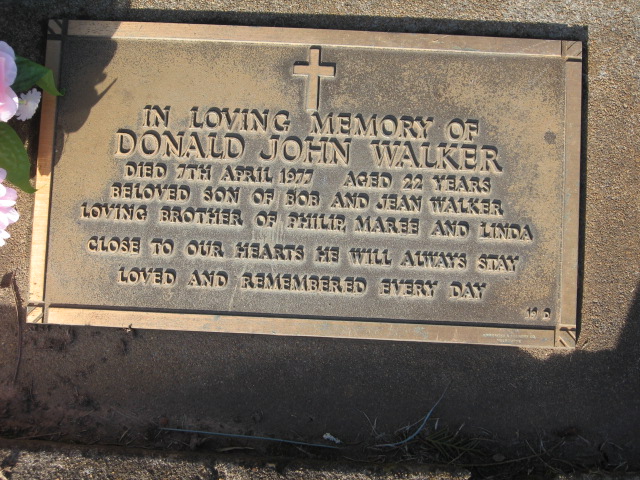 IN LOVING MEMORY OF
DONALD JOHN WALKER
DIED 7TH APRIL 1977 AGED 22 YEARS
BELOVED SON OF BOB AND JEAN WALKER
LOVING BROTHER OF PHILIP, MAREE AND LINDA
CLOSE TO OUR HEARTS HE WILL ALWAYS STAY
LOVED AND REMEMBERED EVERY DAY